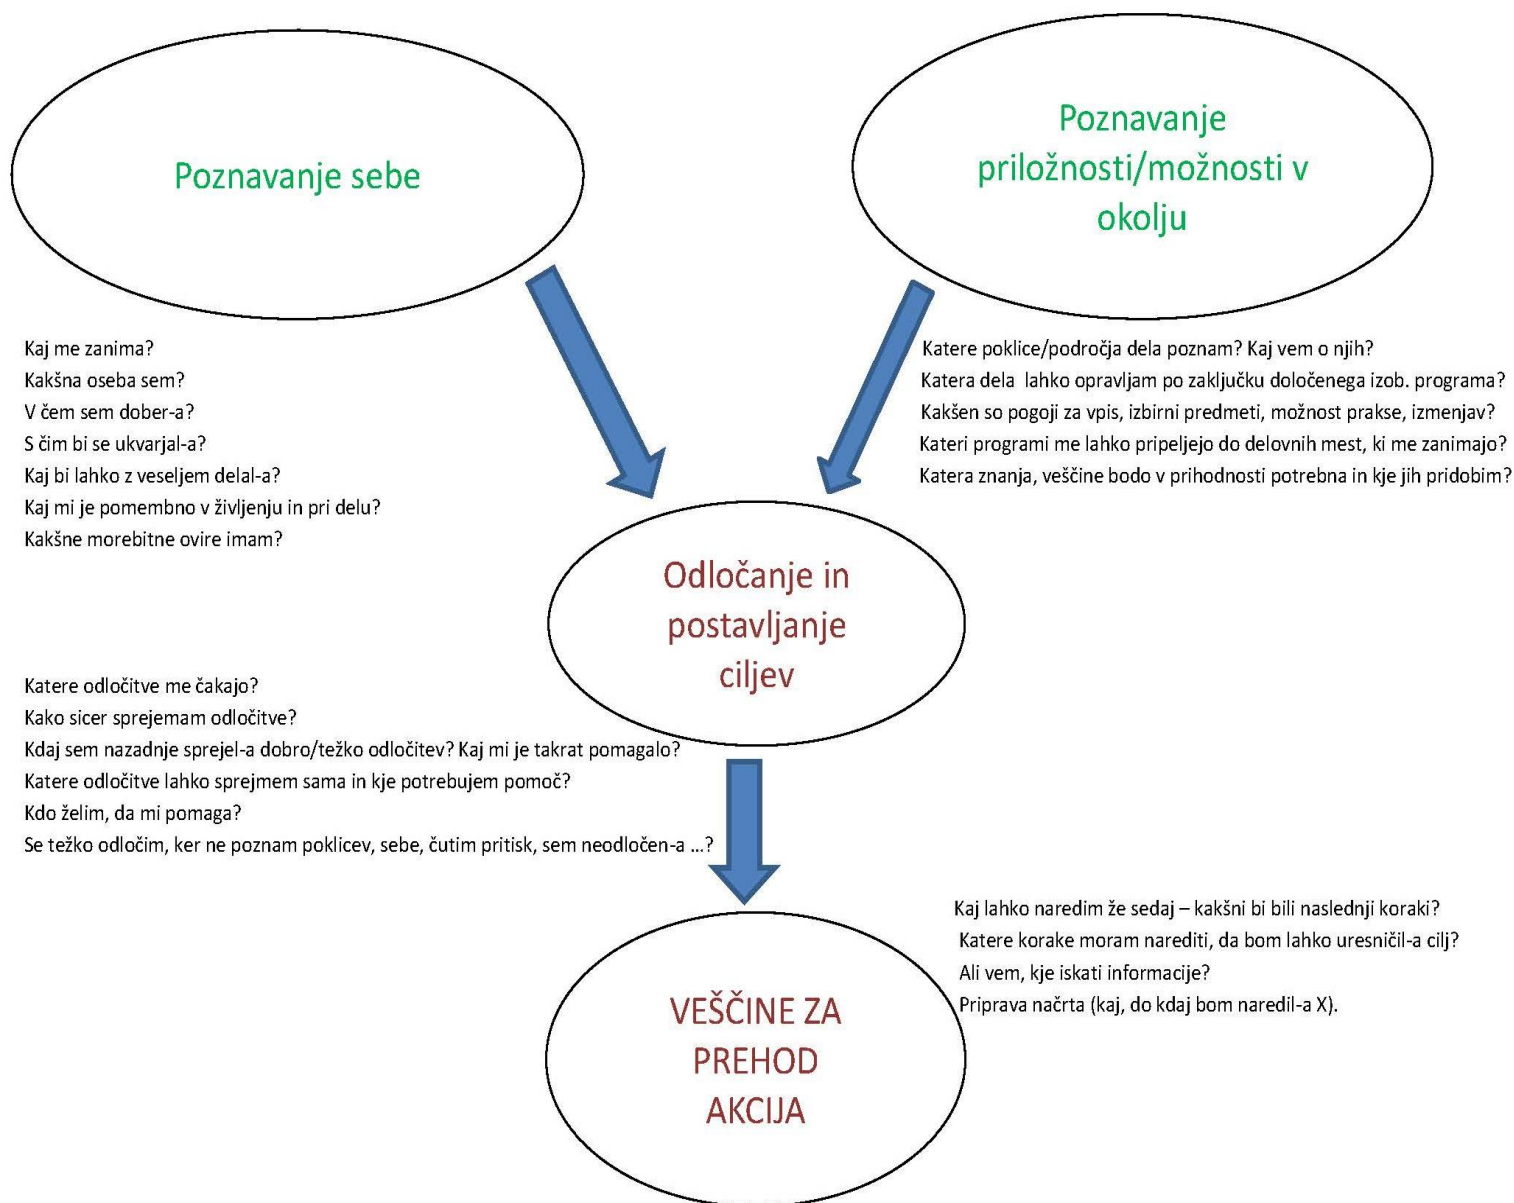 Poznavanje sebe
Poznavanje
priložnosti/možnosti v
okolju
Kaj me zanima?
Kakšna oseba sem?
V čem sem dober-a?
S čim bi se ukvarjal-a?
Kaj bi lahko z veseljem delal-a?
Kaj mi je pomembno v življenju in pri delu?
Kakšne morebitne ovire imam?
Katere poklice/področja dela poznam? Kaj vem o njih?
Katera dela lahko opravljam po zaključku določenega izob. programa?
Kakšen so pogoji za vpis, izbirni predmeti, možnost prakse, izmenjav?
Kateri programi me lahko pripeljejo do delovnih mest, ki me zanimajo?
Katera znanja, veščine bodo v prihodnosti potrebna in kje jih pridobim?
Odločanje in
postavljanje
ciljev
Katere odločitve me čakajo?
Kako sicer sprejemam odločitve?
Kdaj sem nazadnje sprejel-a dobro/težko odločitev? Kaj mi je takrat pomagalo?
Katere odločitve lahko sprejmem sama in kje potrebujem pomoč?
Kdo želim, da mi pomaga?
Se težko odločim, ker ne poznam poklicev, sebe, čutim pritisk, sem neodločen-a ...?
VEŠČINE ZA
PREHOD
AKCIJA
Kaj lahko naredim že sedaj – kakšni bi bili naslednji koraki?
Katere korake moram narediti, da bom lahko uresničil-a cilj?
Ali vem, kje iskati informacije?
Priprava načrta (kaj, do kdaj bom naredil-a X).